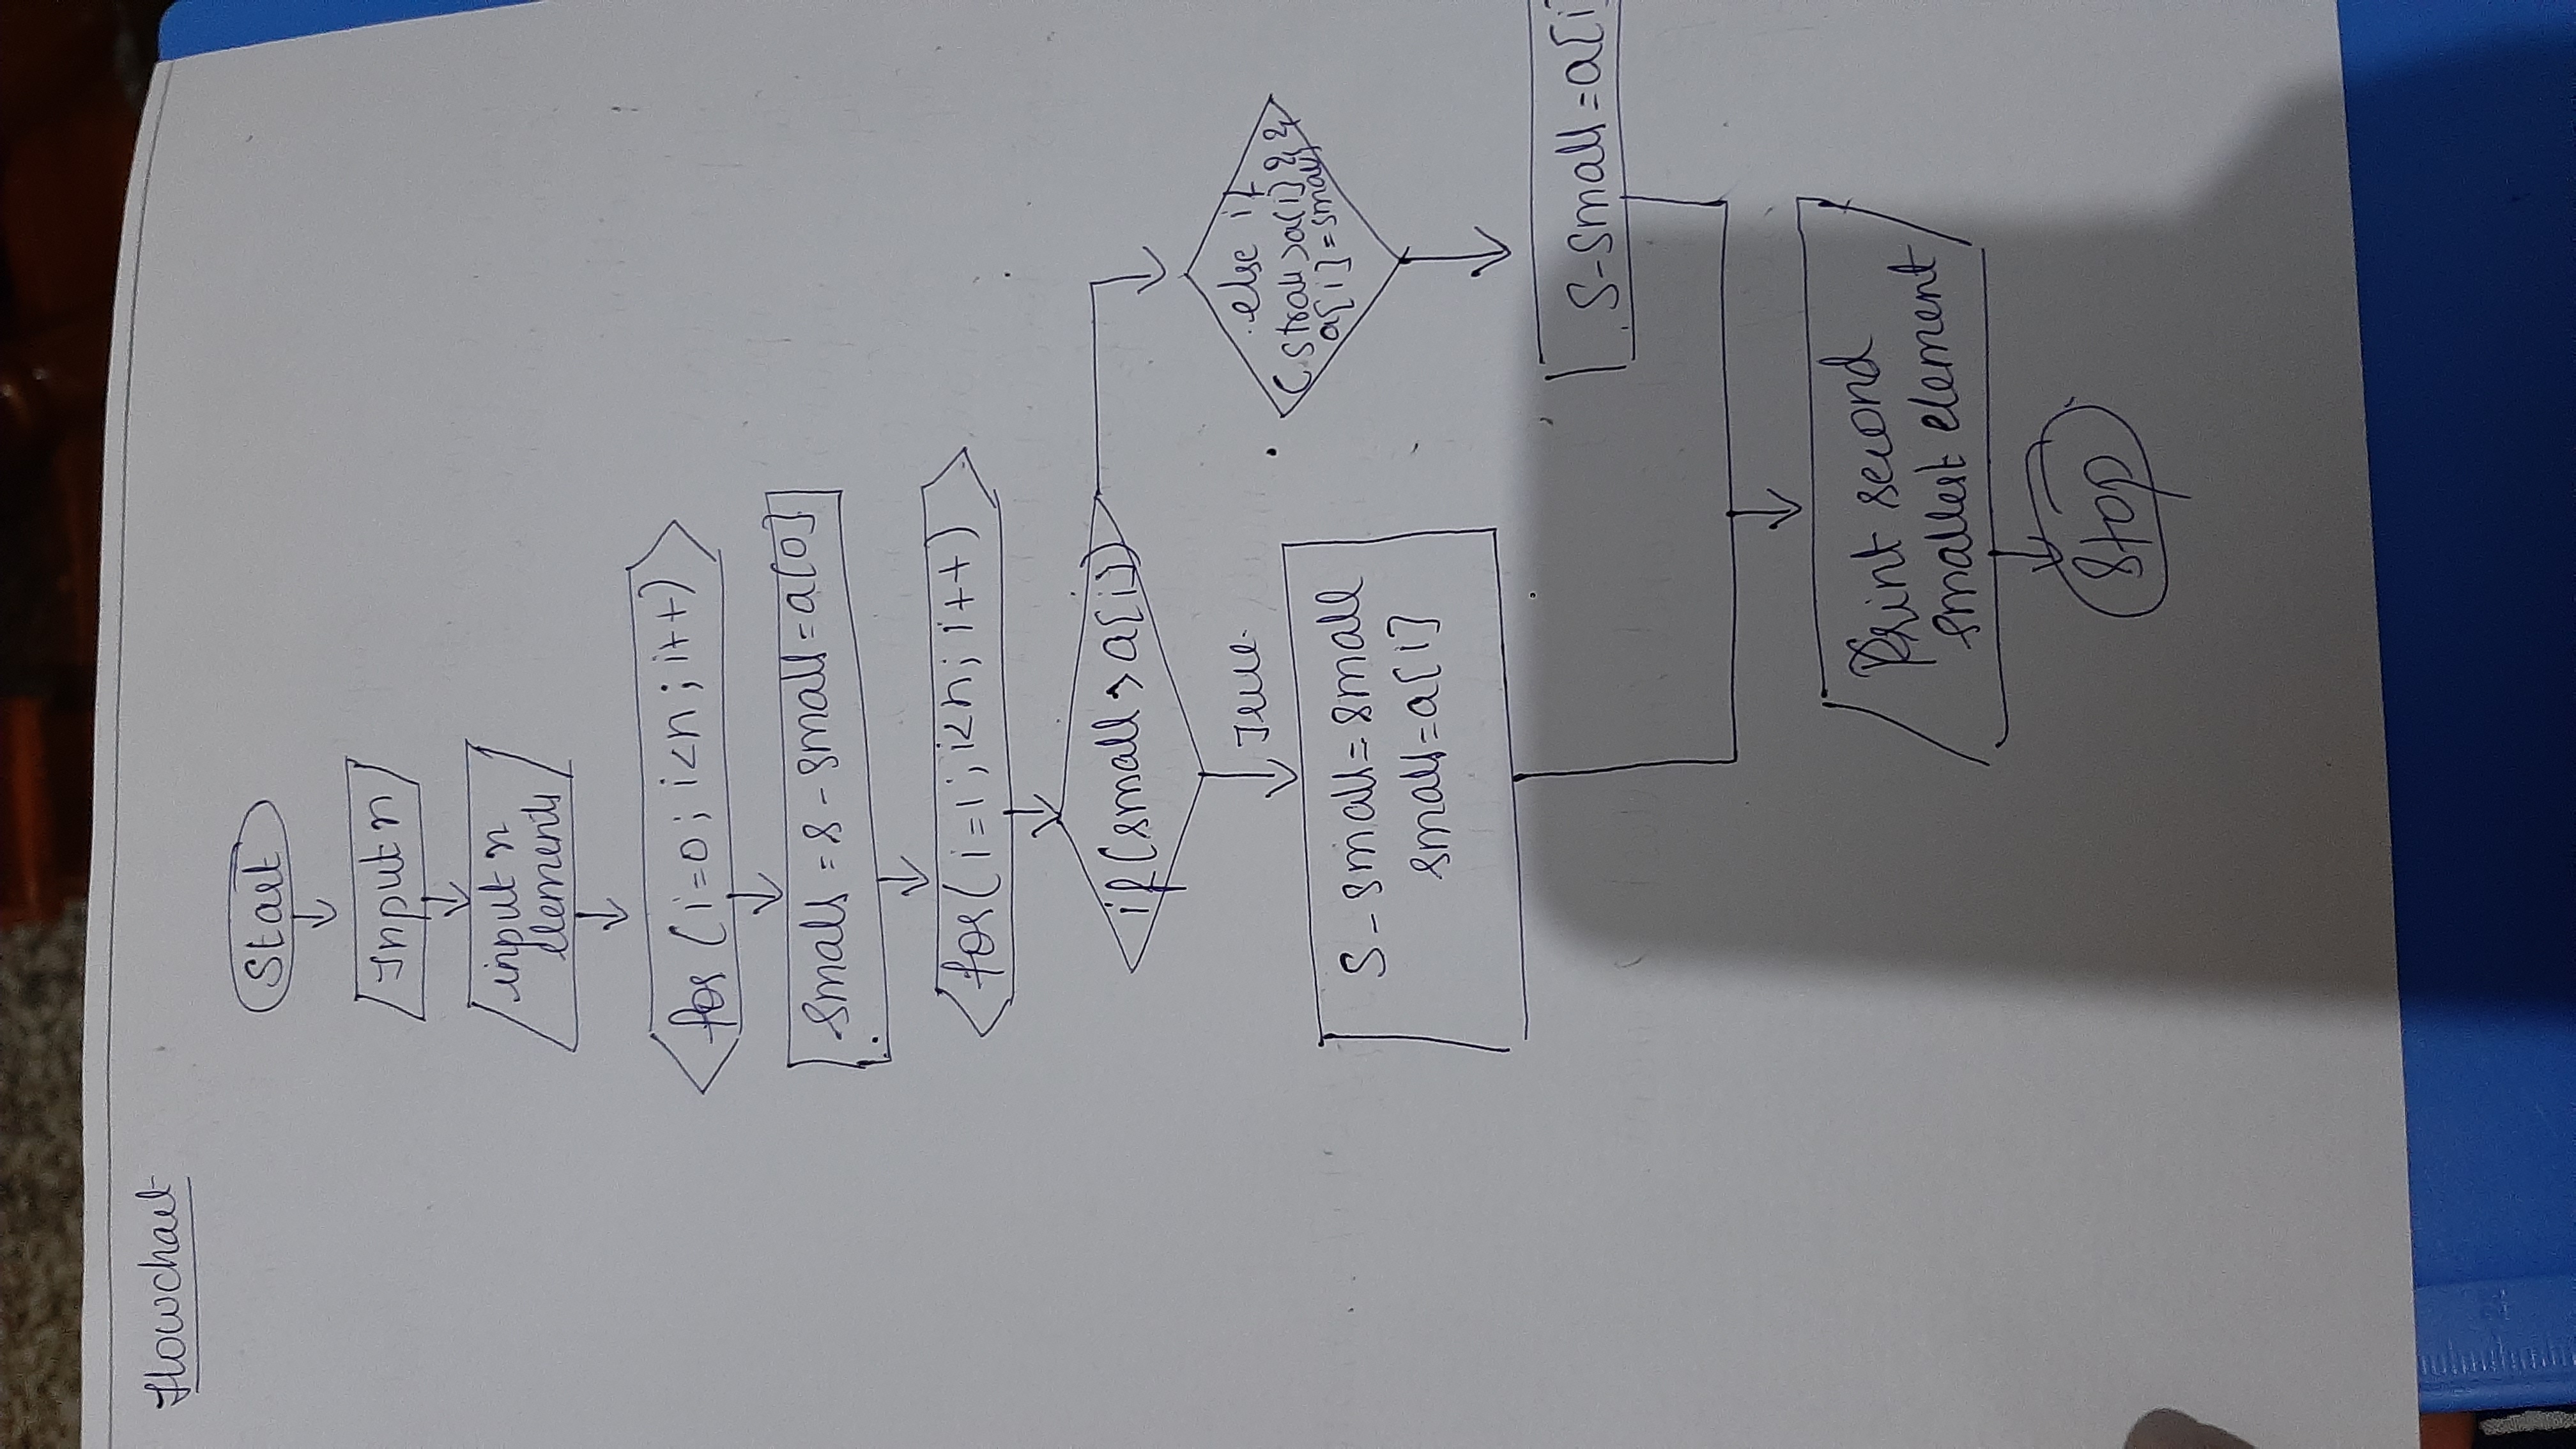 Flowchart
Start
Input n
input n
elements
for (i=0; i<n; i++)
small = s-small=a[0]
for(i=1; i<n; i++)
if(small > a[i])
True.
else if
>a[i] &&
a[i]=small)
S-small=small
small=a[i]
S-small=a[i]
Print second
smallest element
Stop